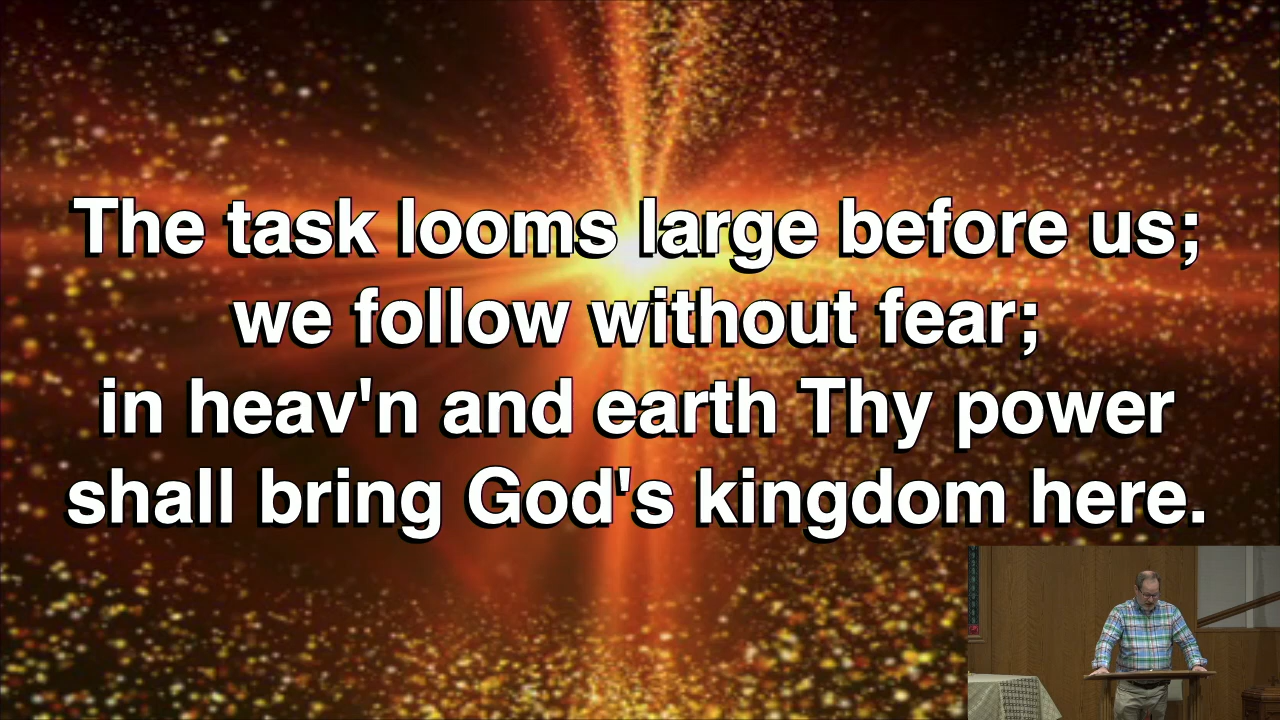 The task looms large before us;
we follow without fear;
in heav'n and earth Thy power
shall bring God's kingdom here.